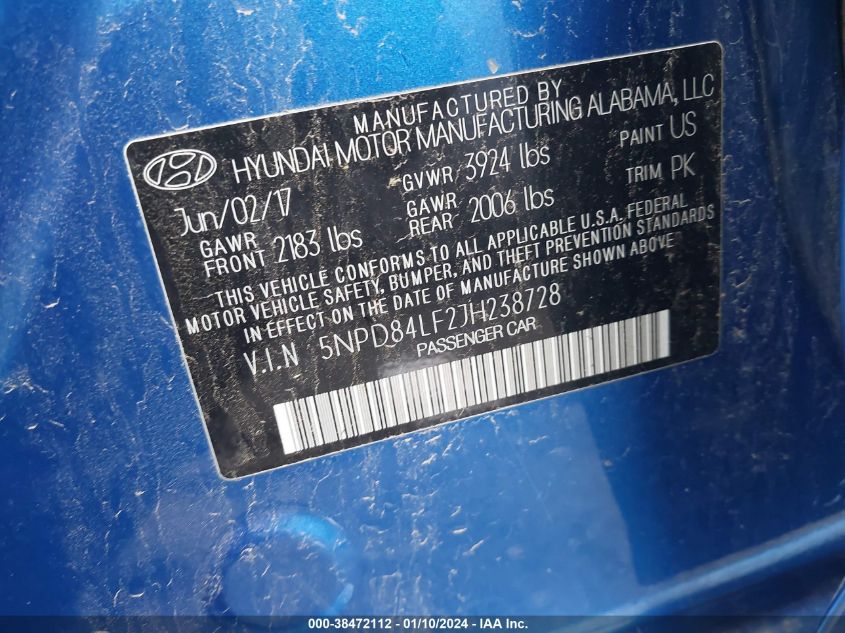 MANUFACTURED BY
HYUNDAI MOTOR MANUFACTURING ALABAMA, LLC
Jun/02/17 GVWR 3924 lbs PAINT US
GAWR FRONT 2183 lbs GAWR REAR 2006 lbs TRIM PK
THIS VEHICLE CONFORMS TO ALL APPLICABLE U.S.A. FEDERAL
MOTOR VEHICLE SAFETY, BUMPER, AND THEFT PREVENTION STANDARDS
IN EFFECT ON THE DATE OF MANUFACTURE SHOWN ABOVE
V.I.N 5NPD84LF2JH238728
PASSENGER CAR
000-38472112 - 01/10/2024 - IAA Inc.